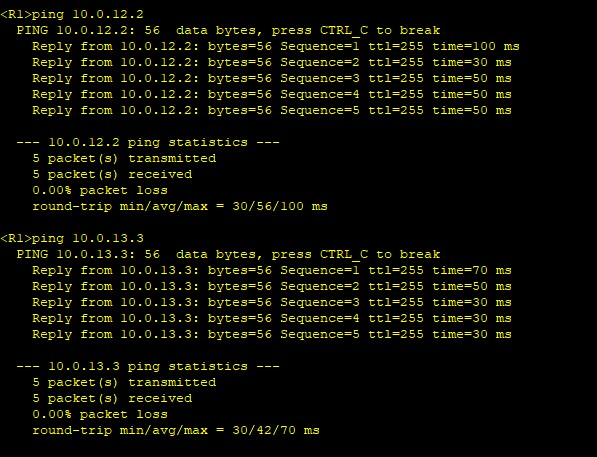 <R1>ping 10.0.12.2
PING 10.0.12.2: 56  data bytes, press CTRL_C to break
Reply from 10.0.12.2: bytes=56 Sequence=1 ttl=255 time=100 ms
Reply from 10.0.12.2: bytes=56 Sequence=2 ttl=255 time=30 ms
Reply from 10.0.12.2: bytes=56 Sequence=3 ttl=255 time=50 ms
Reply from 10.0.12.2: bytes=56 Sequence=4 ttl=255 time=50 ms
Reply from 10.0.12.2: bytes=56 Sequence=5 ttl=255 time=50 ms
--- 10.0.12.2 ping statistics ---
5 packet(s) transmitted
5 packet(s) received
0.00% packet loss
round-trip min/avg/max = 30/56/100 ms
<R1>ping 10.0.13.3
PING 10.0.13.3: 56  data bytes, press CTRL_C to break
Reply from 10.0.13.3: bytes=56 Sequence=1 ttl=255 time=70 ms
Reply from 10.0.13.3: bytes=56 Sequence=2 ttl=255 time=50 ms
Reply from 10.0.13.3: bytes=56 Sequence=3 ttl=255 time=30 ms
Reply from 10.0.13.3: bytes=56 Sequence=4 ttl=255 time=30 ms
Reply from 10.0.13.3: bytes=56 Sequence=5 ttl=255 time=30 ms
--- 10.0.13.3 ping statistics ---
5 packet(s) transmitted
5 packet(s) received
0.00% packet loss
round-trip min/avg/max = 30/42/70 ms